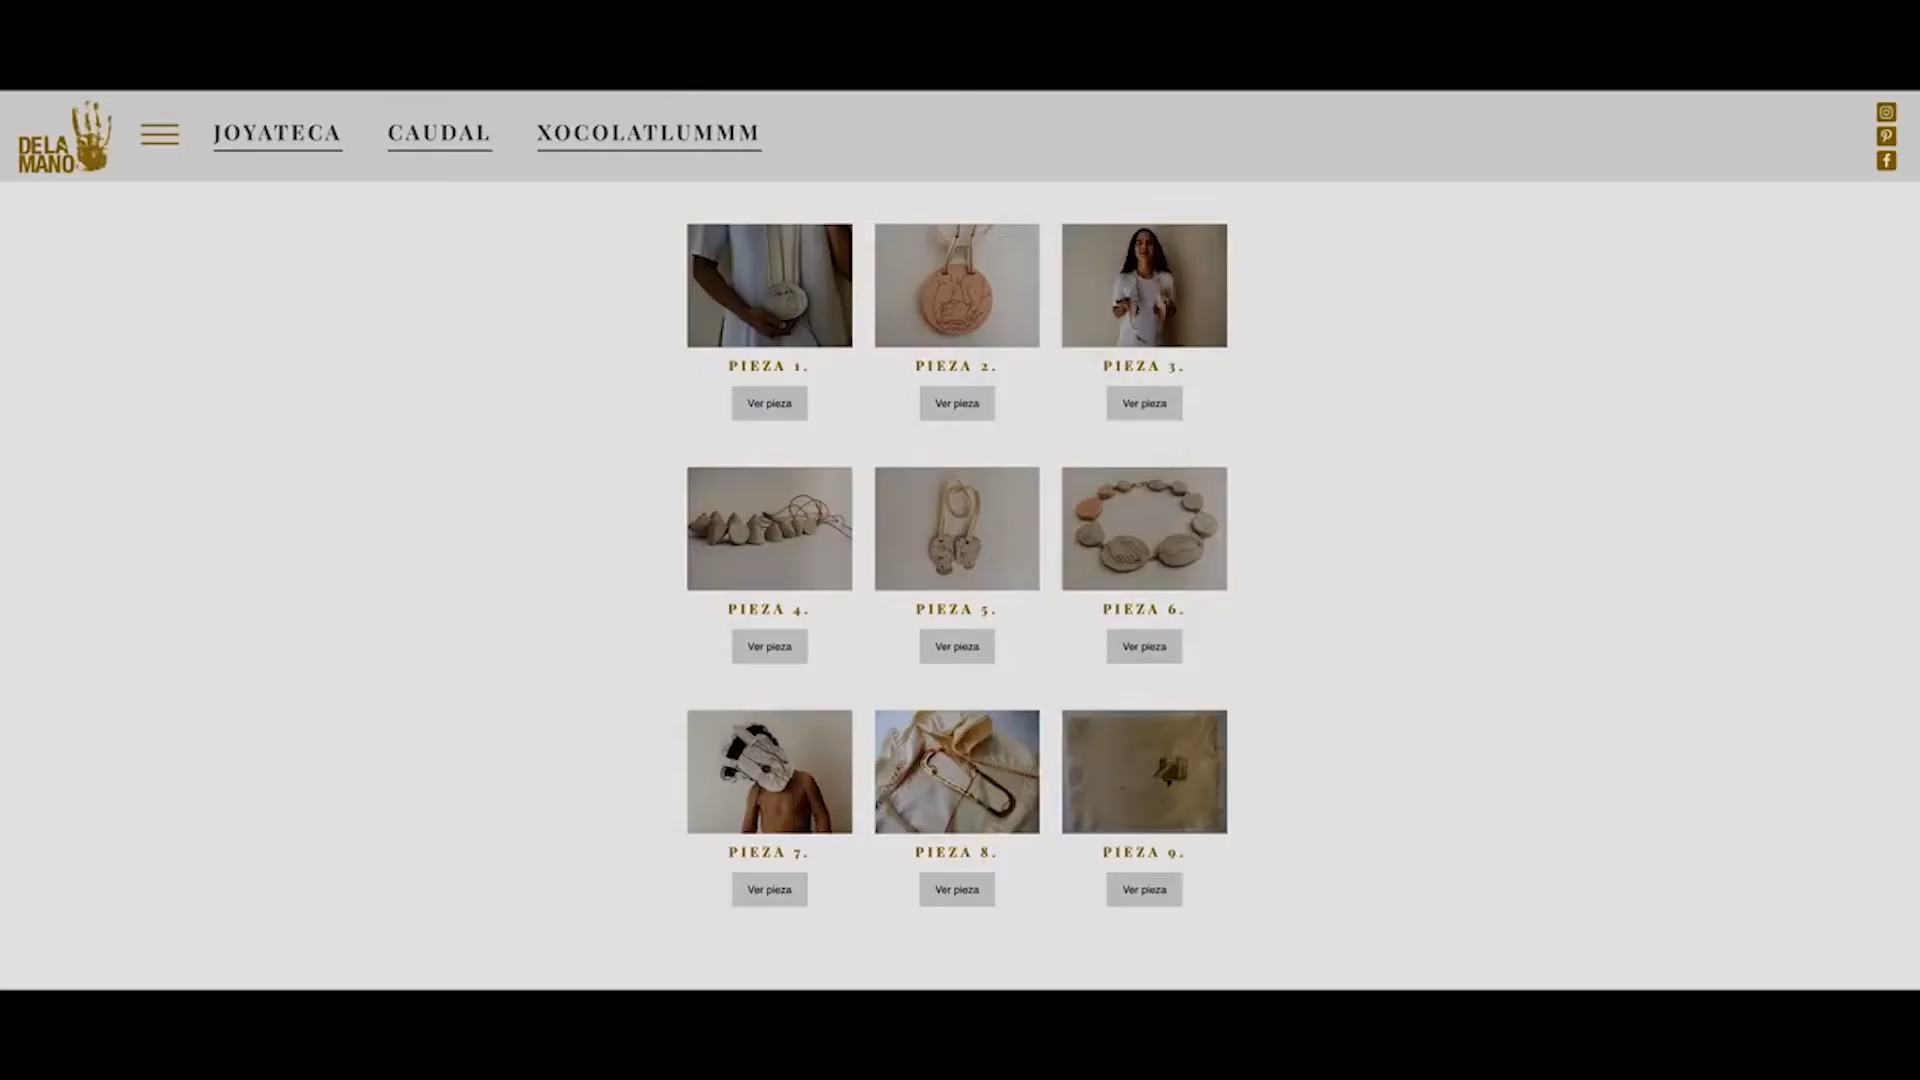 DE LA
MANO
JOYATECA CAUDAL XOCOLATLUMMM
PIEZA 1. PIEZA 2. PIEZA 3.
Ver pieza Ver pieza Ver pieza
PIEZA 4. PIEZA 5. PIEZA 6.
Ver pieza Ver pieza Ver pieza
PIEZA 7. PIEZA 8. PIEZA 9.
Ver pieza Ver pieza Ver pieza